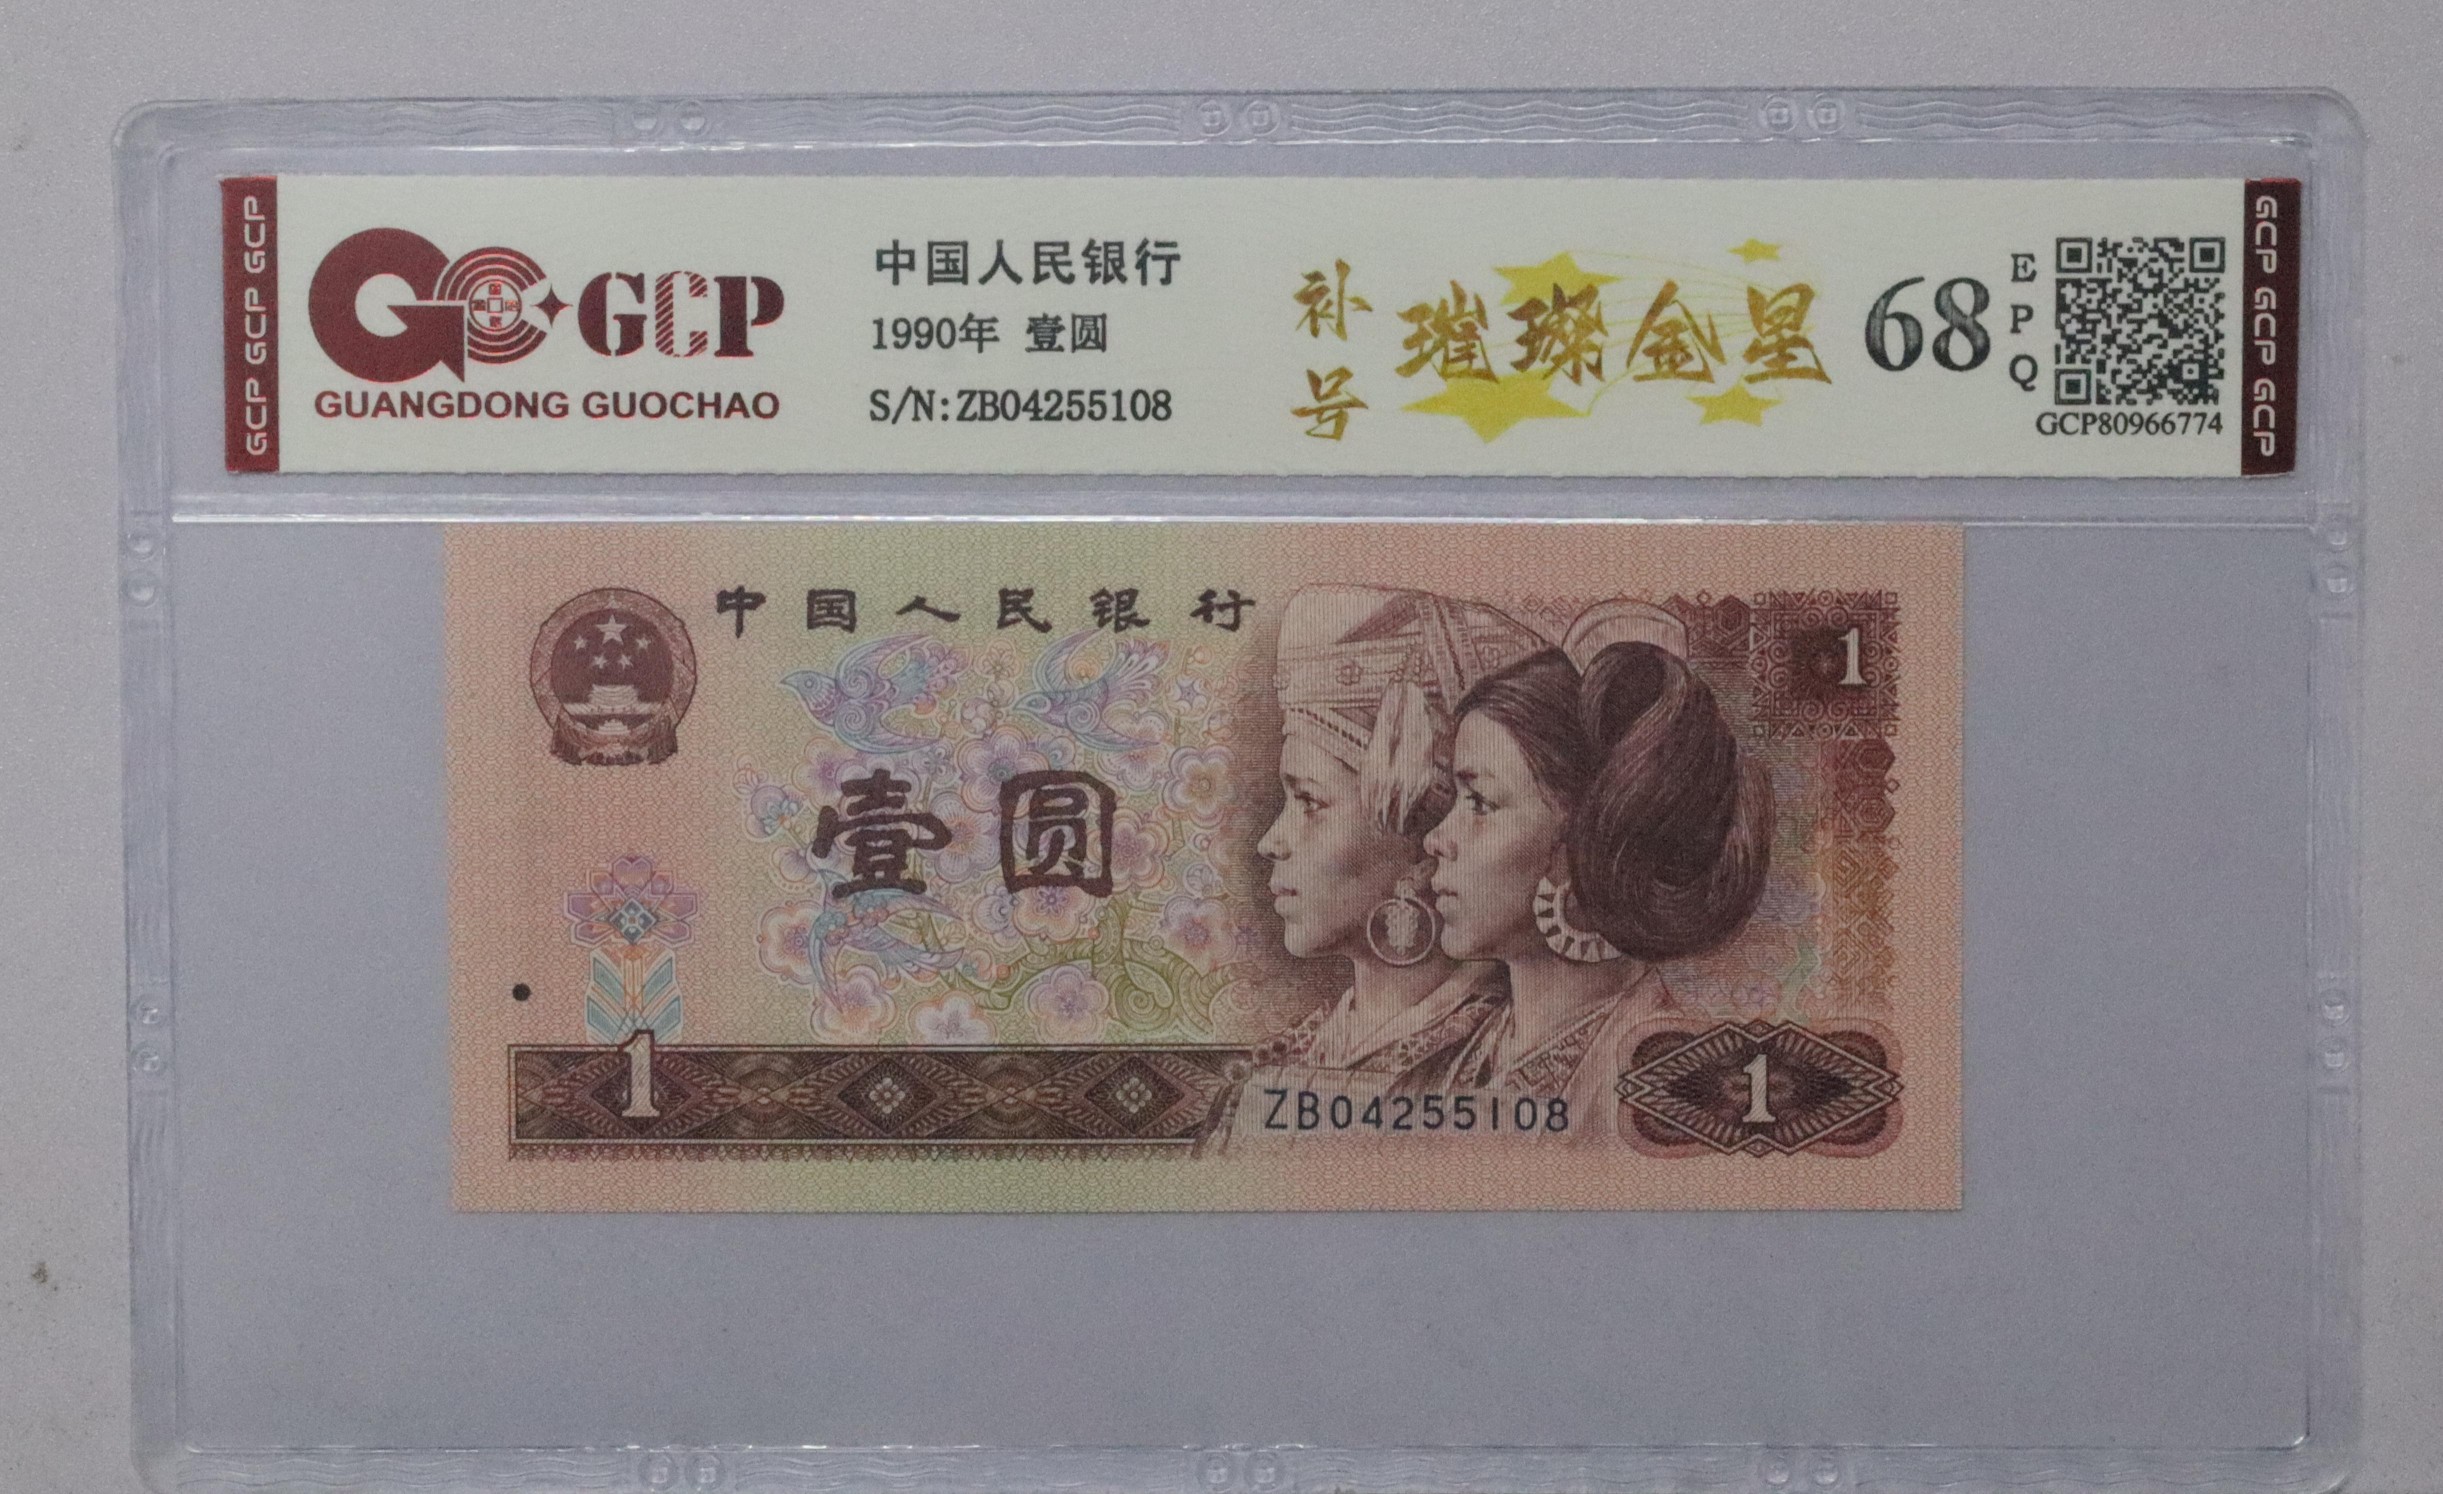 GCP GCP GCP
GCP
GUANGDONG GUOCHAO
中国人民银行
1990年 壹圆
S/N:ZB04255108
补号
璀璨金星
68
EPQ
GCP80966774
GCP GCP GCP
中国人民银行
1
壹圆
1
ZB04255108
1